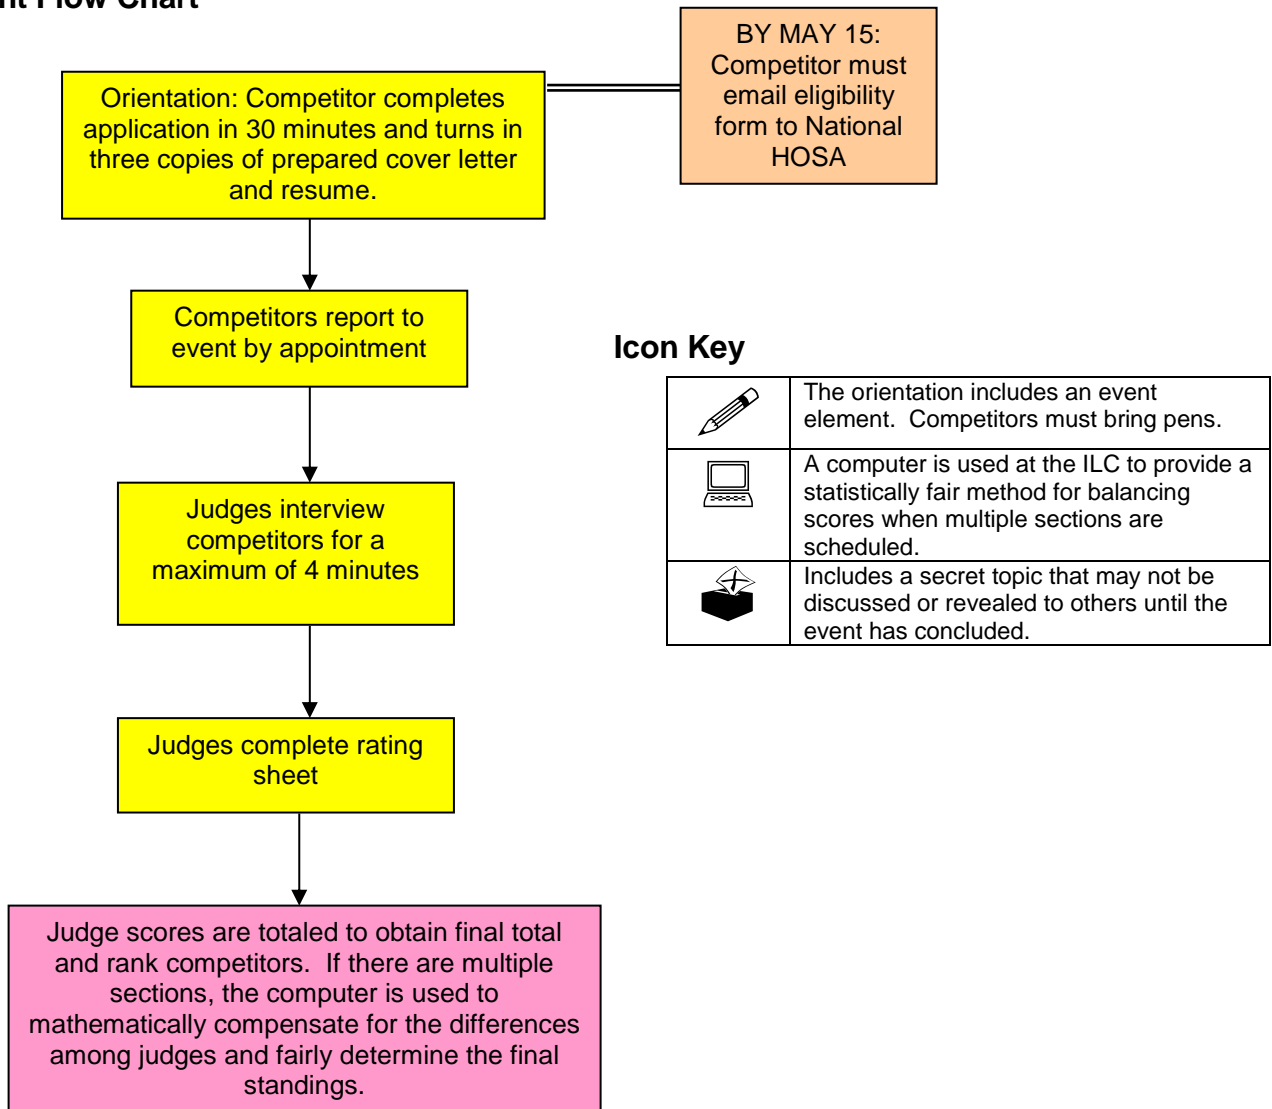 nt Flow Chart
BY MAY 15:
Competitor must
email eligibility
form to National
HOSA
Orientation: Competitor completes
application in 30 minutes and turns in
three copies of prepared cover letter
and resume.
Competitors report to
event by appointment
Judges interview
competitors for a
maximum of 4 minutes
Judges complete rating
sheet
Judge scores are totaled to obtain final total
and rank competitors.  If there are multiple
sections, the computer is used to
mathematically compensate for the differences
among judges and fairly determine the final
standings.
Icon Key
The orientation includes an event
element.  Competitors must bring pens.
A computer is used at the ILC to provide a
statistically fair method for balancing
scores when multiple sections are
scheduled.
Includes a secret topic that may not be
discussed or revealed to others until the
event has concluded.